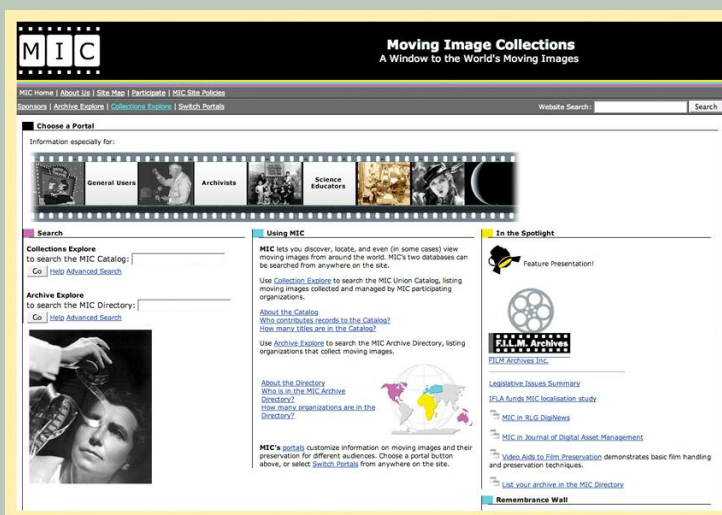 MIC
Moving Image Collections
A Window to the World's Moving Images
MIC Home | About Us | Site Map | Participate | MIC Site Policies
Sponsors | Archive Explore | Collections Explore | Switch Portals
Website Search: Search
Choose a Portal
Information especially for:
General Users
Archivists
Science
Educators
Search
Collections Explore
to search the MIC Catalog:
Go Help Advanced Search
Archive Explore
to search the MIC Directory:
Go Help Advanced Search
Using MIC
MIC lets you discover, locate, and even (in some cases) view
moving images from around the world. MIC's two databases can
be searched from anywhere on the site.
Use Collection Explore to search the MIC Union Catalog, listing
moving images collected and managed by MIC participating
organizations.
About the Catalog
Who contributes records to the Catalog?
How many titles are in the Catalog?
Use Archive Explore to search the MIC Archive Directory, listing
organizations that collect moving images.
About the Directory
Who is in the MIC Archive
Directory?
How many organizations are in the
Directory?
MIC's portals customize information on moving images and their
preservation for different audiences. Choose a portal button
above, or select Switch Portals from anywhere on the site.
In the Spotlight
Feature Presentation!
F.I.L.M. Archives
FILM Archives Inc.
Legislative Issues Summary
IFLA funds MIC localisation study
MIC in RLG DigiNews
MIC in Journal of Digital Asset Management
Video Aids to Film Preservation demonstrates basic film handling
and preservation techniques.
List your archive in the MIC Directory
Remembrance Wall